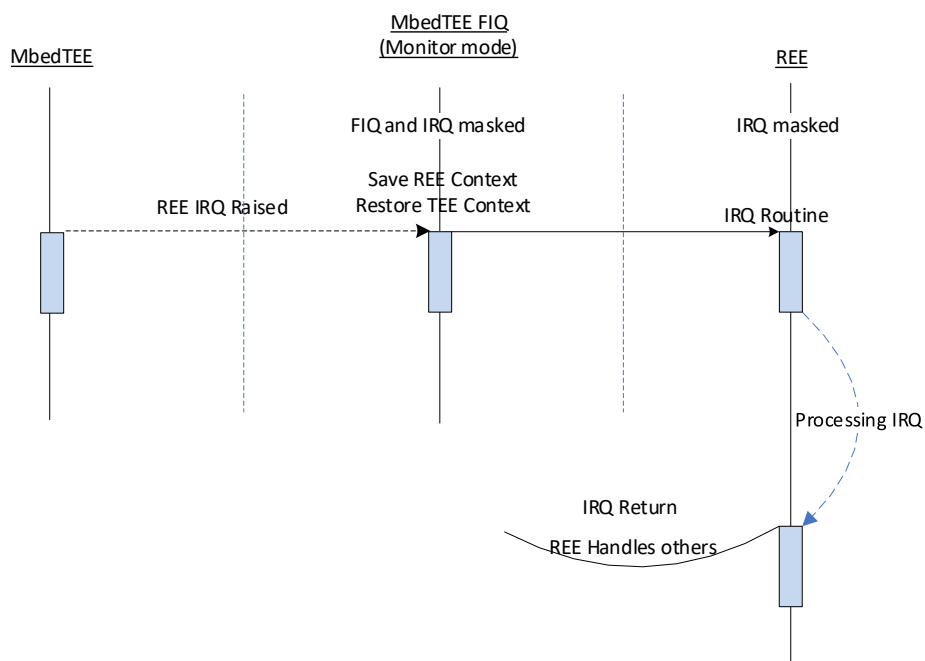 MbedTEE
MbedTEE FIQ
(Monitor mode)
REE
FIQ and IRQ masked
IRQ masked
Save REE Context
Restore TEE Context
REE IRQ Raised
IRQ Routine
Processing IRQ
IRQ Return
REE Handles others